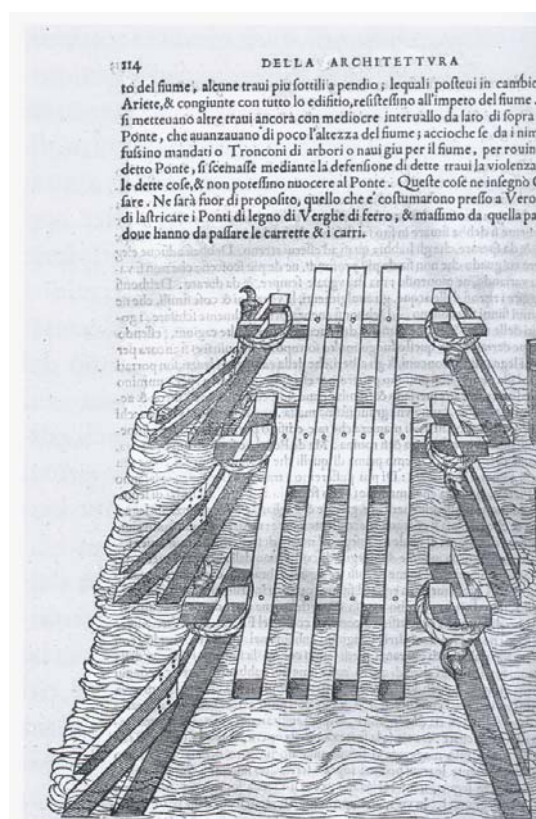 114
DELLA ARCHITETTVRA
to del fiume, alcune traui piu sottili a pendio; lequali posteui in cambio
Ariete, & congiunte con tutto lo edifitio, resistessino all'impeto del fiume.
si metteuano altre traui ancora con mediocre interuallo da lato di sopra
Ponte, che auanzauano di poco l'altezza del fiume; accioche se da i nim
fussino mandati o Tronconi di arbori o naui giu per il fiume, per rouin
detto Ponte, si scemasse mediante la defensione di dette traui la violenza
le dette cose, & non potessino nuocere al Ponte. Queste cose ne insegnò C
sare. Ne sarà fuor di proposito, quello che e' costumarono presso a Vero
di lastricare i Ponti di legno di Verghe di ferro, & massimo da quella pa
doue hanno da passare le carrette & i carri.